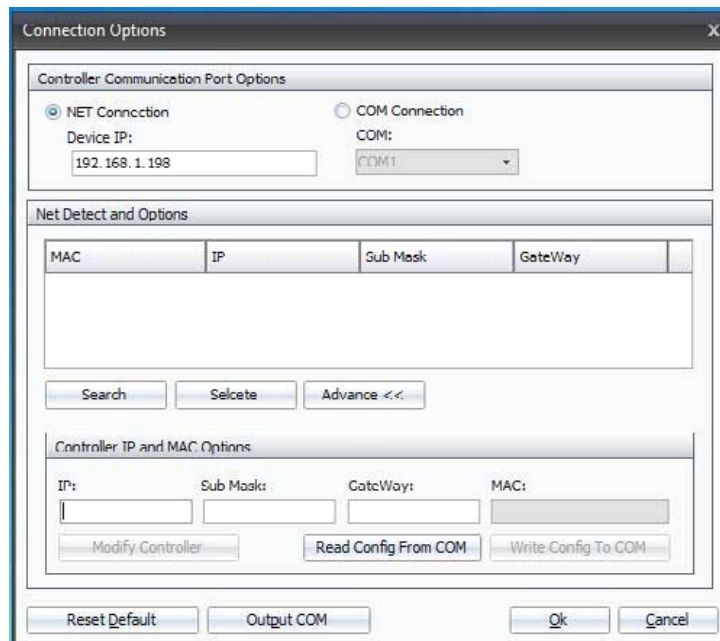 Connection Options
x
Controller Communication Port Options
NET Connection
COM Connection
Device IP:
COM:
192.168.1.198
COM1
Net Detect and Options
MAC IP Sub Mask GateWay
Search Selcete Advance <<
Controller IP and MAC Options
IP: Sub Mask: GateWay: MAC:
Modify Controller Read Config From COM Write Config To COM
Reset Default Output COM Ok Cancel